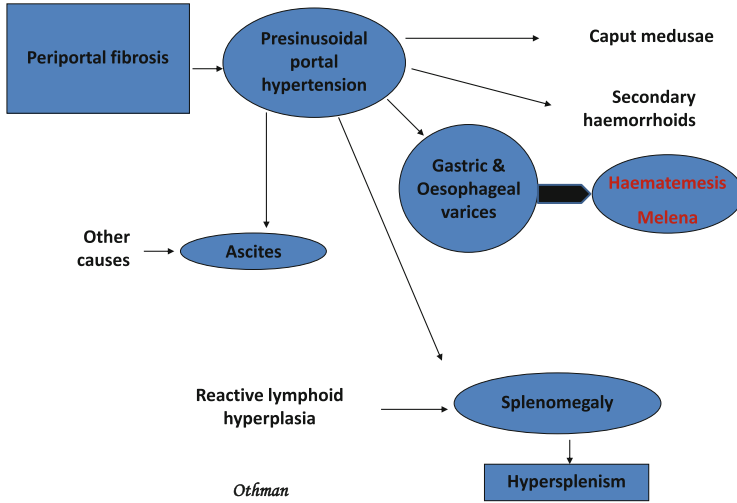 Periportal fibrosis
Presinusoidal
portal
hypertension
Caput medusae
Secondary
haemorrhoids
Gastric &
Oesophageal
varices
Haematemesis
Melena
Other
causes
Ascites
Reactive lymphoid
hyperplasia
Splenomegaly
Hypersplenism
Othman